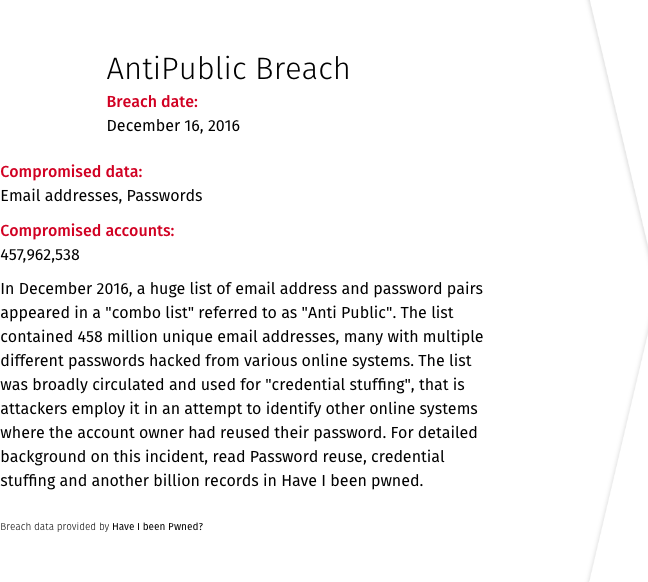 AntiPublic Breach
Breach date:
December 16, 2016
Compromised data:
Email addresses, Passwords
Compromised accounts:
457,962,538
In December 2016, a huge list of email address and password pairs
appeared in a "combo list" referred to as "Anti Public". The list
contained 458 million unique email addresses, many with multiple
different passwords hacked from various online systems. The list
was broadly circulated and used for "credential stuffing", that is
attackers employ it in an attempt to identify other online systems
where the account owner had reused their password. For detailed
background on this incident, read Password reuse, credential
stuffing and another billion records in Have I been pwned.
Breach data provided by Have I been Pwned?